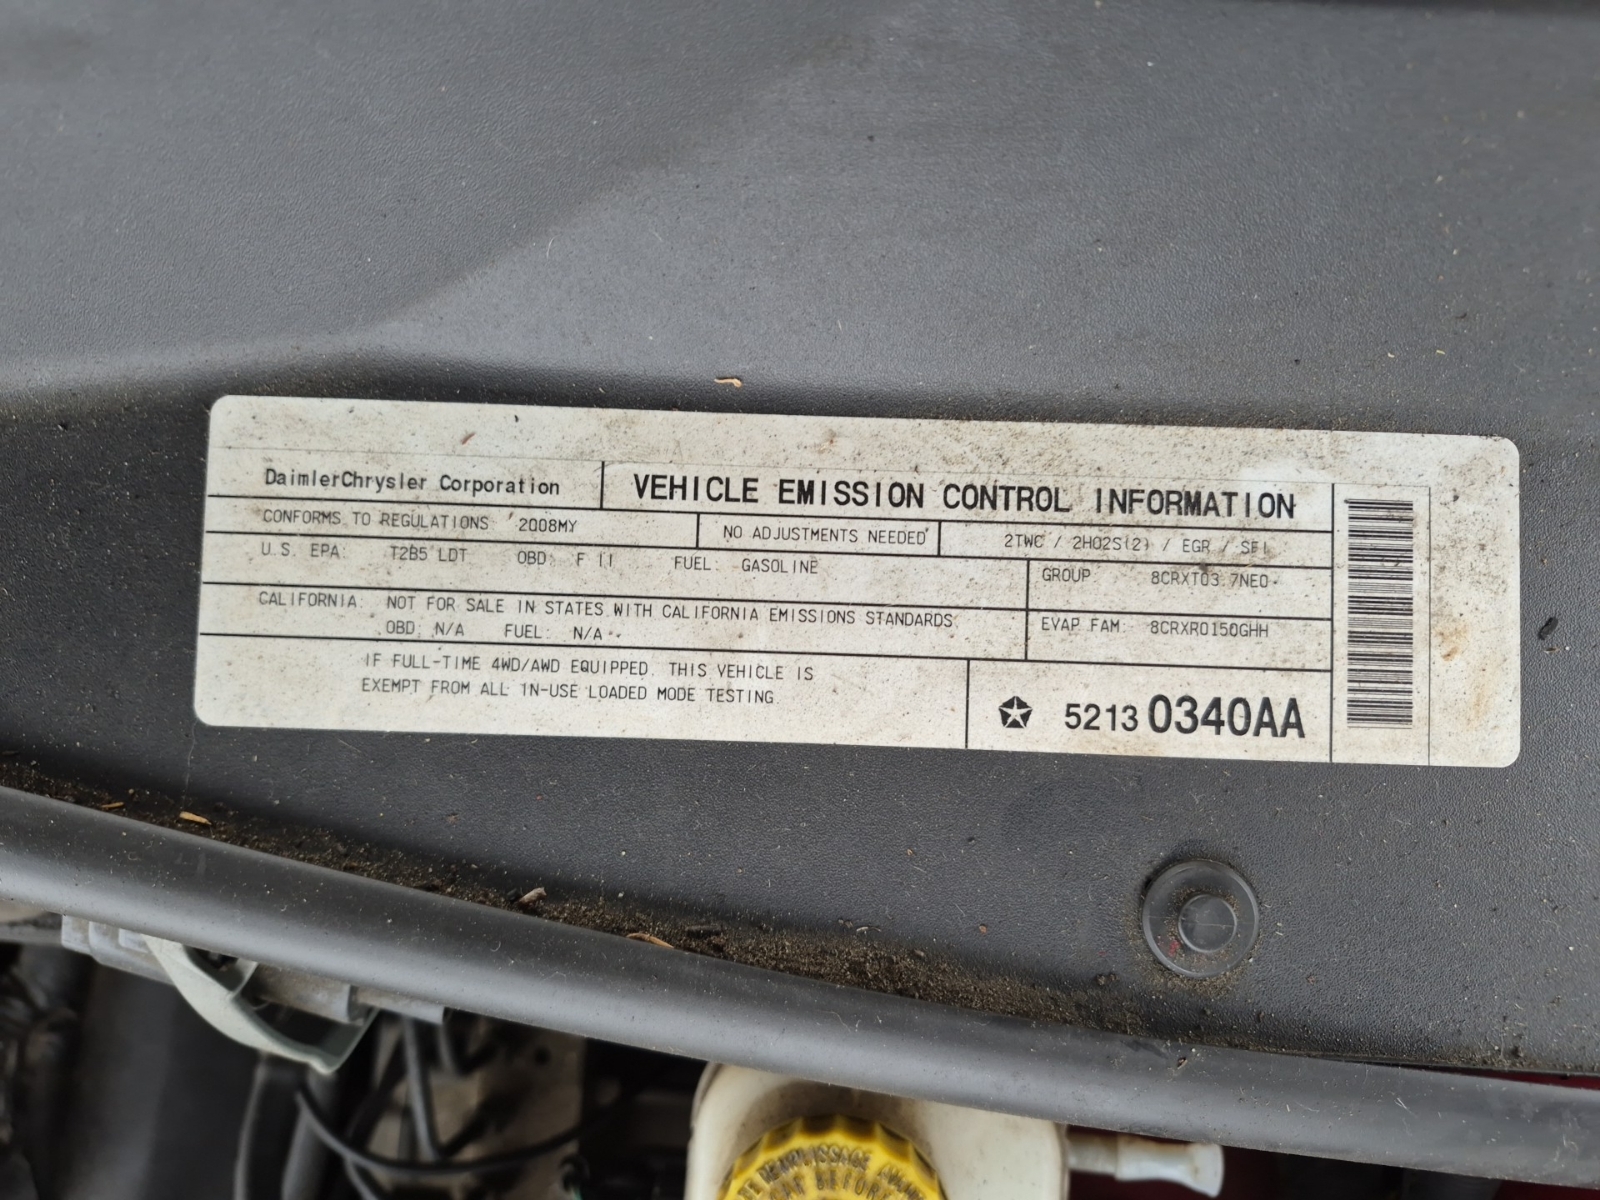 DaimlerChrysler Corporation
VEHICLE EMISSION CONTROL INFORMATION
CONFORMS TO REGULATIONS 2008MY
NO ADJUSTMENTS NEEDED
2TWC / 2HO2S(2) / EGR / SFI
U.S. EPA: T2B5 LDT OBD: F II FUEL: GASOLINE
GROUP: 8CRXT03.7NE0
CALIFORNIA: NOT FOR SALE IN STATES WITH CALIFORNIA EMISSIONS STANDARDS
OBD: N/A FUEL: N/A
EVAP FAM: 8CRXR0150GHH
IF FULL-TIME 4WD/AWD EQUIPPED, THIS VEHICLE IS
EXEMPT FROM ALL IN-USE LOADED MODE TESTING
52130340AA
BEFORE